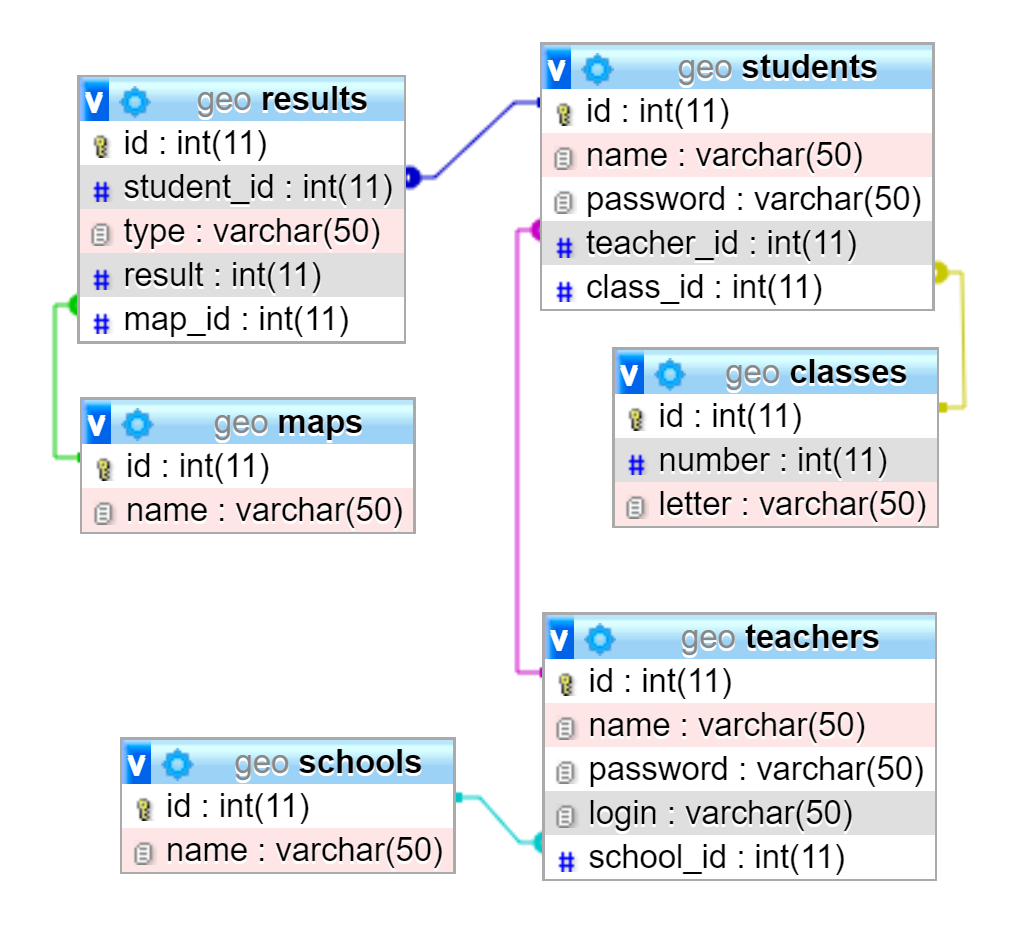 v geo results
id : int(11)
# student_id : int(11)
type : varchar(50)
# result : int(11)
# map_id : int(11)
v geo students
id : int(11)
name : varchar(50)
password : varchar(50)
# teacher_id : int(11)
# class_id : int(11)
v geo classes
id : int(11)
# number : int(11)
letter : varchar(50)
v geo maps
id : int(11)
name : varchar(50)
v geo teachers
id : int(11)
name : varchar(50)
password : varchar(50)
login : varchar(50)
# school_id : int(11)
v geo schools
id : int(11)
name : varchar(50)